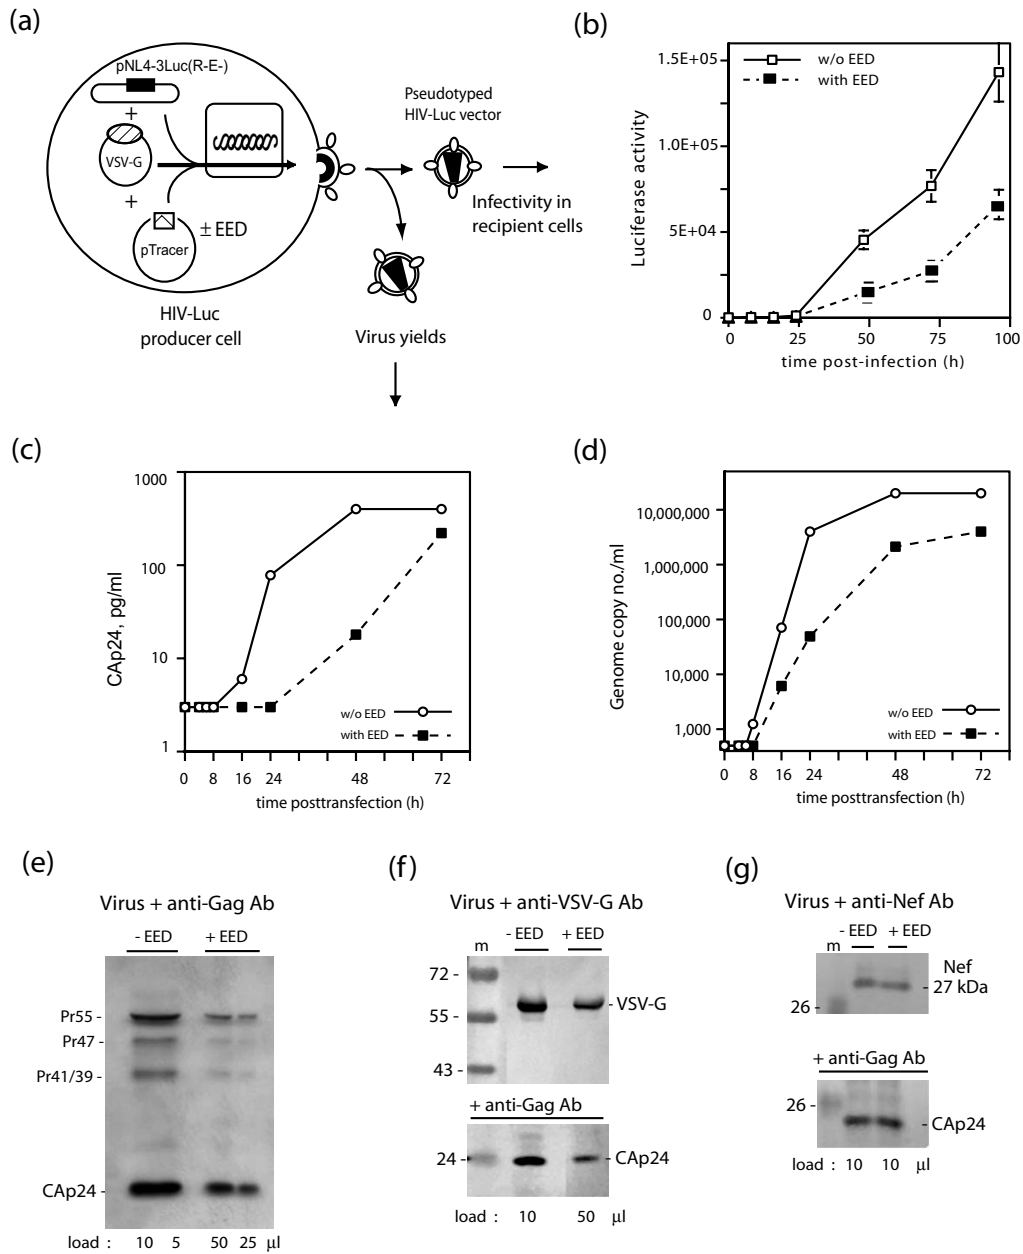 (a)
pNL4-3Luc(R-E-)
+
VSV-G
+
pTracer
± EED
HIV-Luc
producer cell
Pseudotyped
HIV-Luc vector
Infectivity in
recipient cells
Virus yields
(b)
Luciferase activity
1.5E+05
1.0E+05
5E+04
0
w/o EED
with EED
0 25 50 75 100
time post-infection (h)
(c)
CAp24, pg/ml
1000
100
10
1
w/o EED
with EED
0 8 16 24 48 72
time posttransfection (h)
(d)
Genome copy no./ml
10,000,000
1,000,000
100,000
10,000
1,000
w/o EED
with EED
0 8 16 24 48 72
time posttransfection (h)
(e)
Virus + anti-Gag Ab
- EED + EED
Pr55 -
Pr47 -
Pr41/39 -
CAp24 -
load : 10 5 50 25 µl
(f)
Virus + anti-VSV-G Ab
m - EED + EED
72 -
55 -
43 -
- VSV-G
+ anti-Gag Ab
24 -
- CAp24
load : 10 50 µl
(g)
Virus + anti-Nef Ab
m - EED + EED
Nef
- 27 kDa
26 -
+ anti-Gag Ab
26 -
- CAp24
load : 10 10 µl